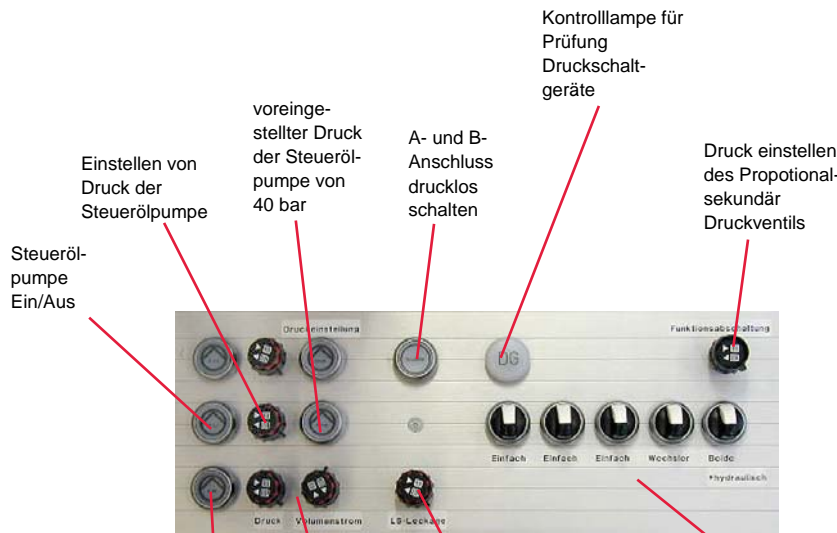 Kontrolllampe für
Prüfung
Druckschalt-
geräte
voreinge-
stellter Druck
der Steueröl-
pumpe von
40 bar
A- und B-
Anschluss
drucklos
schalten
Druck einstellen
des Propotional-
sekundär
Druckventils
Einstellen von
Druck der
Steuerölpumpe
Steueröl-
pumpe
Ein/Aus
Druckeinstellung
Funktionsabschaltung
DG
Einfach Einfach Einfach Wechsler Beide
+hydraulisch
Druck Volumenstrom LS-Leckage